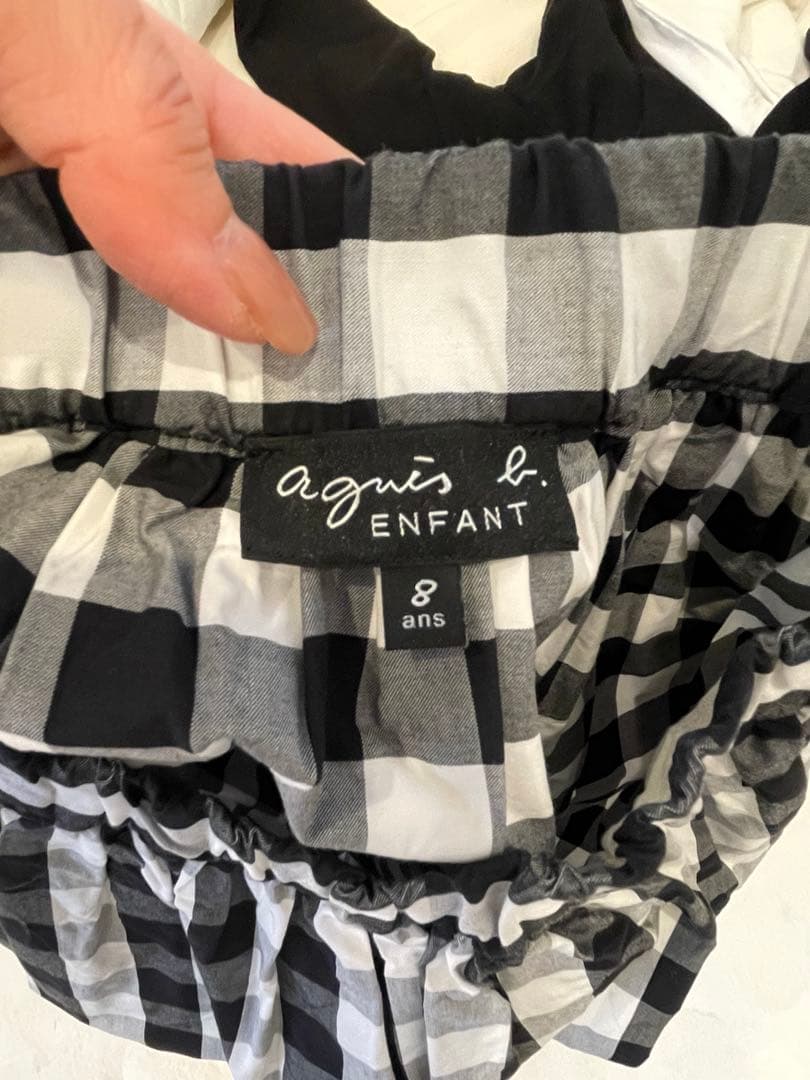 agnès b.
ENFANT
8
ans